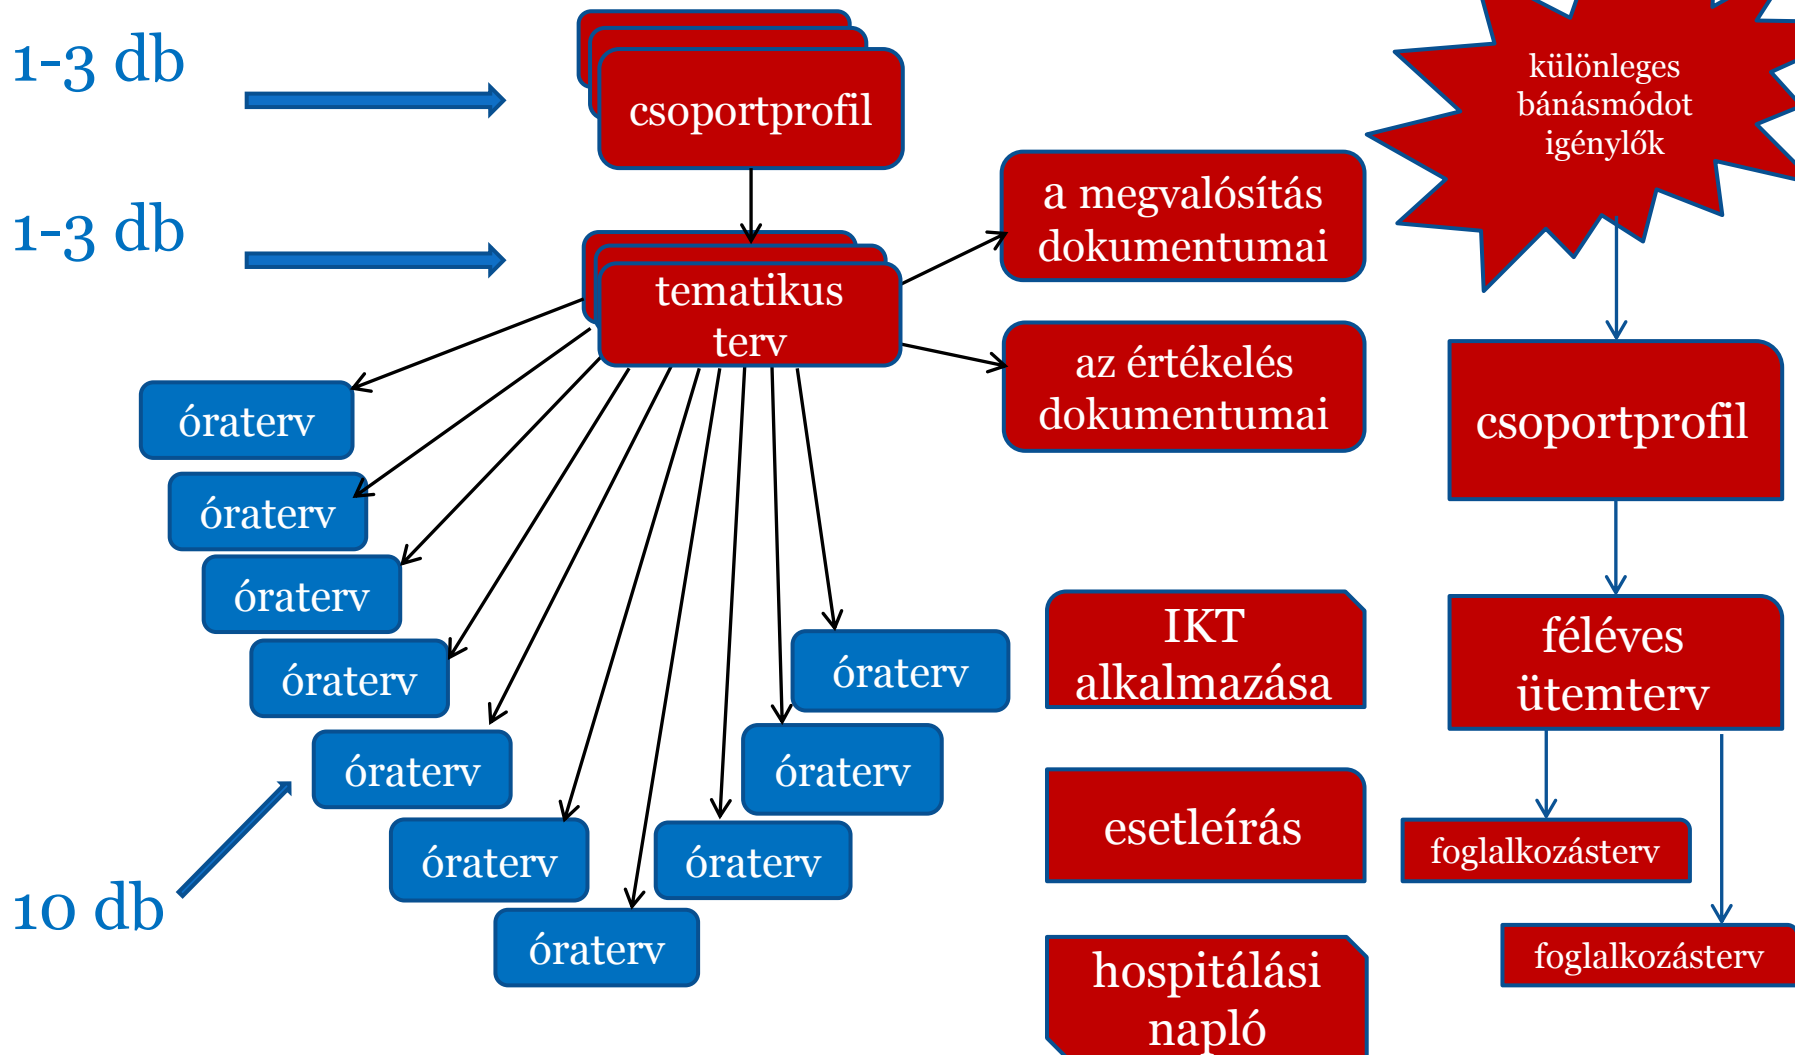 1-3 db
csoportprofil
1-3 db
tematikus
terv
a megvalósítás
dokumentumai
az értékelés
dokumentumai
óraterv
óraterv
óraterv
óraterv
óraterv
óraterv
óraterv
óraterv
óraterv
óraterv
10 db
IKT
alkalmazása
esetleírás
hospitálási
napló
különleges
bánásmódot
igénylők
csoportprofil
féléves
ütemterv
foglalkozásterv
foglalkozásterv